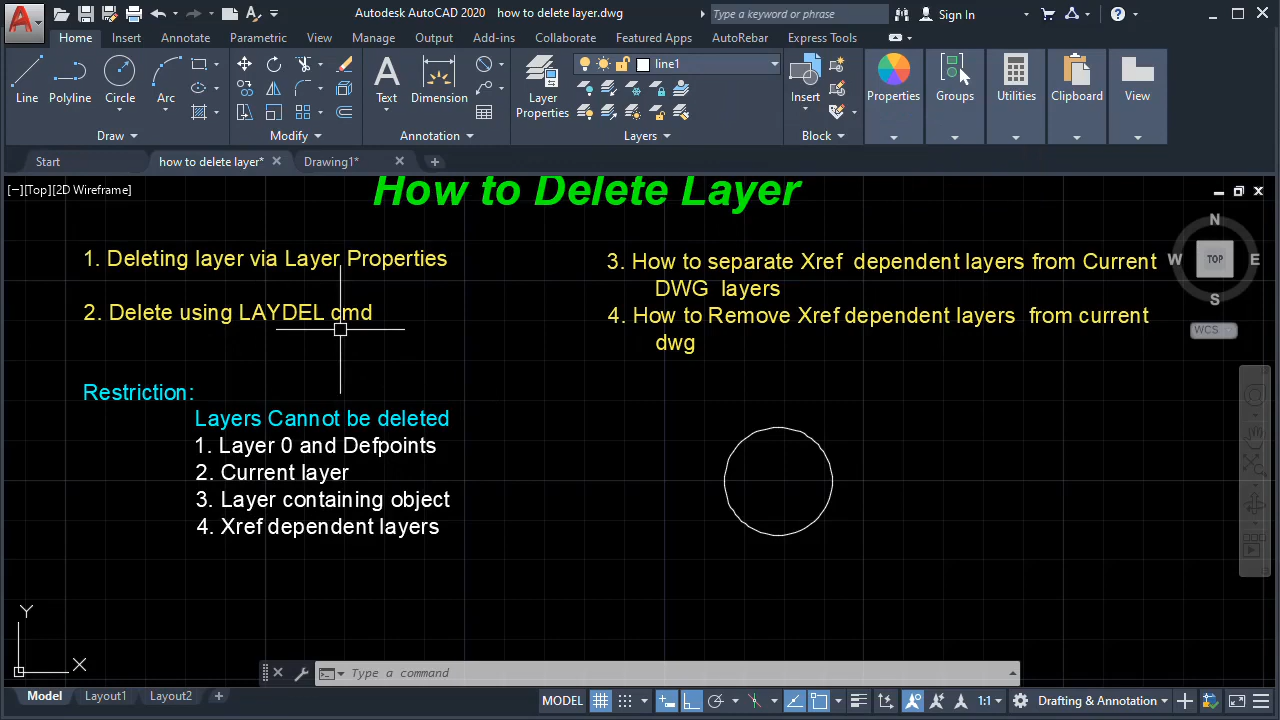 Autodesk AutoCAD 2020 how to delete layer.dwg
Type a keyword or phrase
Sign In
Home Insert Annotate Parametric View Manage Output Add-ins Collaborate Featured Apps AutoRebar Express Tools
line1
Line Polyline Circle Arc
Text Dimension
Layer
Properties
Insert
Properties Groups Utilities Clipboard View
Draw Modify Annotation Layers Block
Start how to delete layer* Drawing1*
[−][Top][2D Wireframe]
How to Delete Layer
1. Deleting layer via Layer Properties
2. Delete using LAYDEL cmd
3. How to separate Xref dependent layers from Current
DWG layers
4. How to Remove Xref dependent layers from current
dwg
Restriction:
Layers Cannot be deleted
1. Layer 0 and Defpoints
2. Current layer
3. Layer containing object
4. Xref dependent layers
N
W TOP E
S
WCS
Y
X
Type a command
Model Layout1 Layout2
MODEL 1:1 Drafting & Annotation